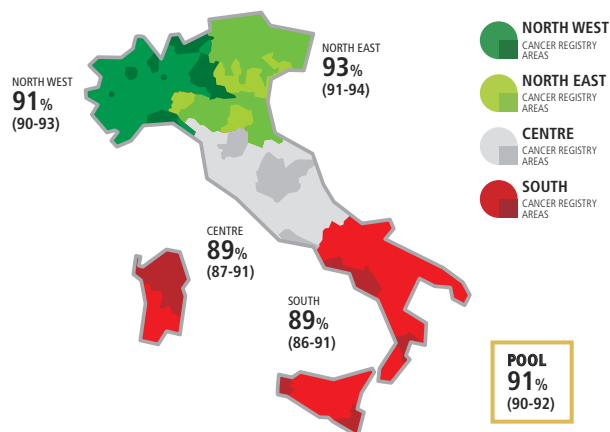 NORTH WEST
91%
(90-93)
NORTH EAST
93%
(91-94)
CENTRE
89%
(87-91)
SOUTH
89%
(86-91)
NORTH WEST
CANCER REGISTRY
AREAS
NORTH EAST
CANCER REGISTRY
AREAS
CENTRE
CANCER REGISTRY
AREAS
SOUTH
CANCER REGISTRY
AREAS
POOL
91%
(90-92)